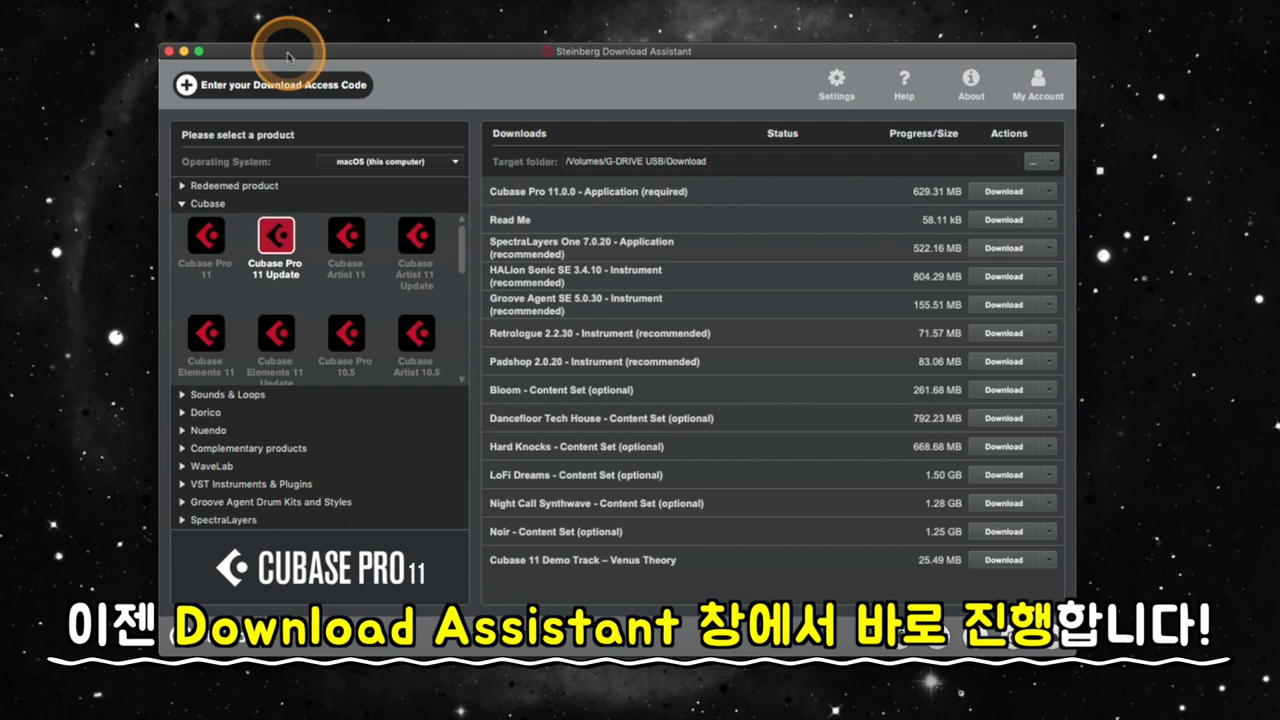 Steinberg Download Assistant
Enter your Download Access Code
Settings
Help
About
My Account
Please select a product
Operating System: macOS (this computer)
Redeemed product
Cubase
Cubase Pro 11
Cubase Pro 11 Update
Cubase Artist 11
Cubase Artist 11 Update
Cubase Elements 11
Cubase Elements 11 Update
Cubase Pro 10.5
Cubase Artist 10.5
Sounds & Loops
Dorico
Nuendo
Complementary products
WaveLab
VST Instruments & Plugins
Groove Agent Drum Kits and Styles
SpectraLayers
CUBASE PRO 11
Downloads Status Progress/Size Actions
Target folder: /Volumes/G-DRIVE USB/Download ...
Cubase Pro 11.0.0 - Application (required) 629.31 MB Download
Read Me 58.11 kB Download
SpectraLayers One 7.0.20 - Application
(recommended) 522.16 MB Download
HALion Sonic SE 3.4.10 - Instrument
(recommended) 804.29 MB Download
Groove Agent SE 5.0.30 - Instrument
(recommended) 155.51 MB Download
Retrologue 2.2.30 - Instrument (recommended) 71.57 MB Download
Padshop 2.0.20 - Instrument (recommended) 83.06 MB Download
Bloom - Content Set (optional) 261.68 MB Download
Dancefloor Tech House - Content Set (optional) 792.23 MB Download
Hard Knocks - Content Set (optional) 668.68 MB Download
LoFi Dreams - Content Set (optional) 1.50 GB Download
Night Call Synthwave - Content Set (optional) 1.28 GB Download
Noir - Content Set (optional) 1.25 GB Download
Cubase 11 Demo Track – Venus Theory 25.49 MB Download
이젠 Download Assistant 창에서 바로 진행합니다!